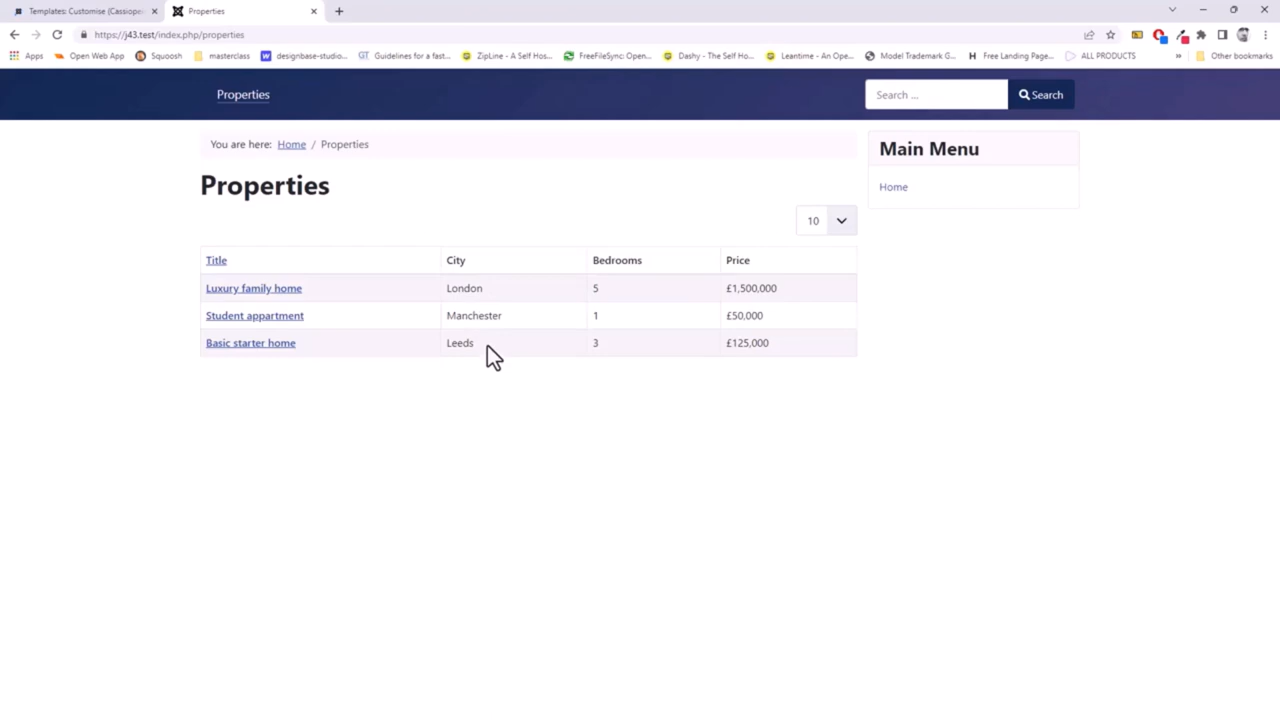 Templates: Customise (Cassiope
Properties
https://j43.test/index.php/properties
Apps
Open Web App
Squoosh
masterclass
designbase-studio...
GT Guidelines for a fast...
ZipLine - A Self Hos...
FreeFileSync: Open...
Dashy - The Self Ho...
Leantime - An Ope...
Model Trademark G...
H Free Landing Page...
ALL PRODUCTS
»
Other bookmarks
Properties
Search ...
Search
You are here: Home / Properties
Main Menu
Home
Properties
10
Title City Bedrooms Price
Luxury family home London 5 £1,500,000
Student appartment Manchester 1 £50,000
Basic starter home Leeds 3 £125,000